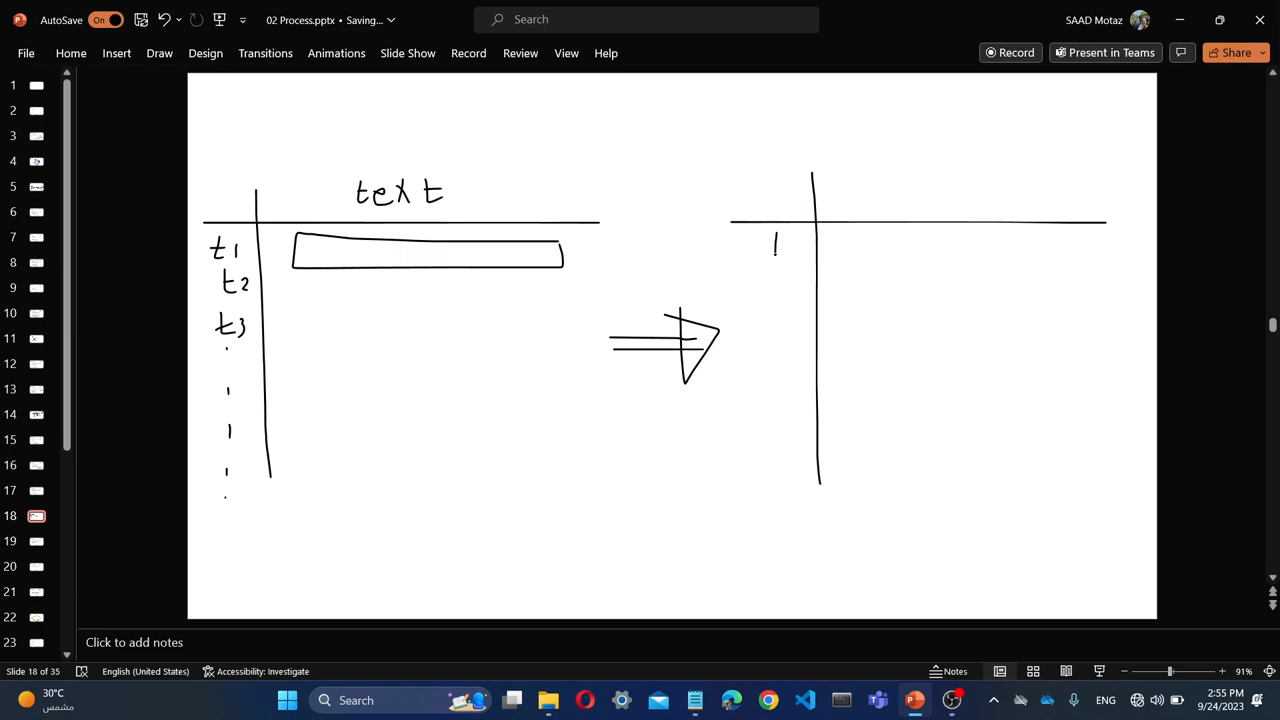 AutoSave On 02 Process.pptx • Saving... Search SAAD Motaz
File Home Insert Draw Design Transitions Animations Slide Show Record Review View Help Record Present in Teams Share
1
2
3
4
5
6
7
8
9
10
11
12
13
14
15
16
17
18
19
20
21
22
23
text
t1
t2
t3
1
Click to add notes
Slide 18 of 35 English (United States) Accessibility: Investigate Notes 91%
30°C
مشمس
Search
ENG
2:55 PM
9/24/2023